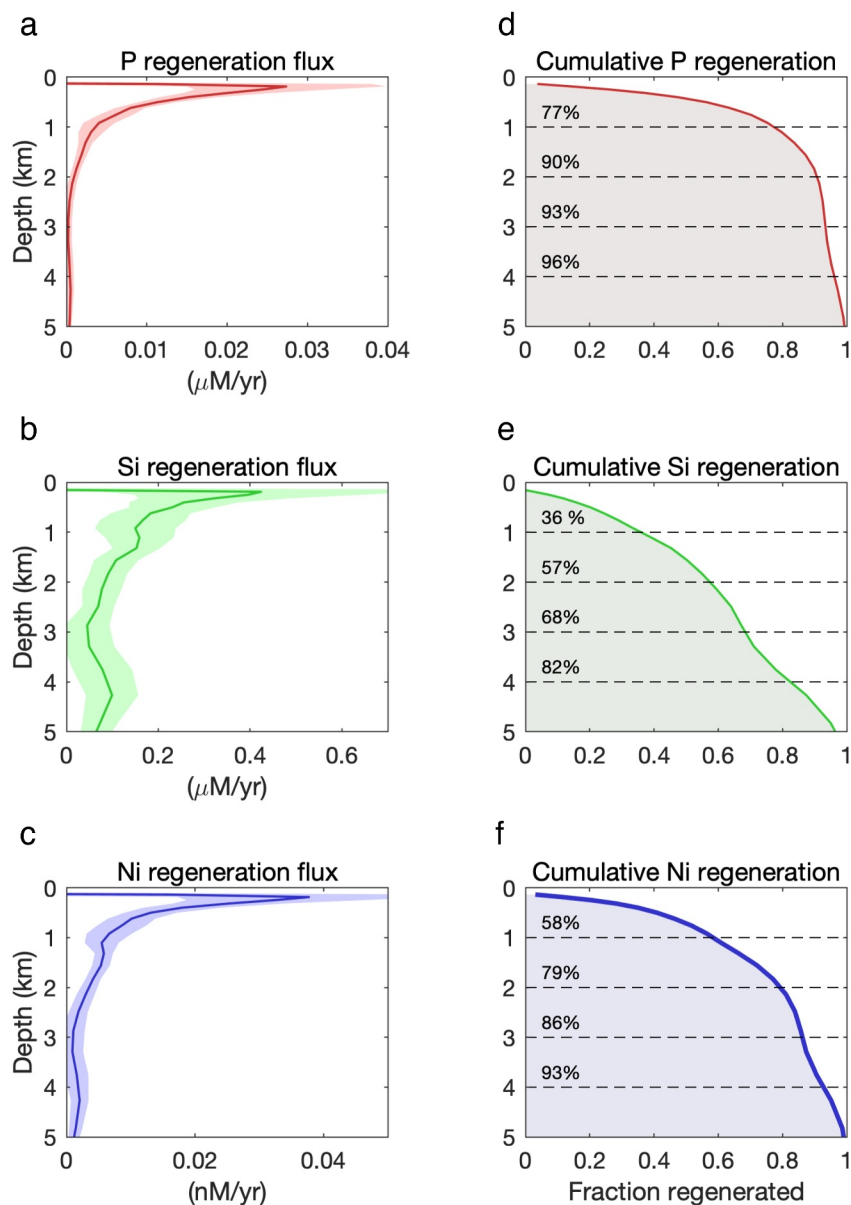 a
P regeneration flux
0
1
2
3
4
5
Depth (km)
0 0.01 0.02 0.03 0.04
(μM/yr)
d
Cumulative P regeneration
0
1
2
3
4
5
77%
90%
93%
96%
0 0.2 0.4 0.6 0.8 1
b
Si regeneration flux
0
1
2
3
4
5
Depth (km)
0 0.2 0.4 0.6
(μM/yr)
e
Cumulative Si regeneration
0
1
2
3
4
5
36 %
57%
68%
82%
0 0.2 0.4 0.6 0.8 1
c
Ni regeneration flux
0
1
2
3
4
5
Depth (km)
0 0.02 0.04
(nM/yr)
f
Cumulative Ni regeneration
0
1
2
3
4
5
58%
79%
86%
93%
0 0.2 0.4 0.6 0.8 1
Fraction regenerated